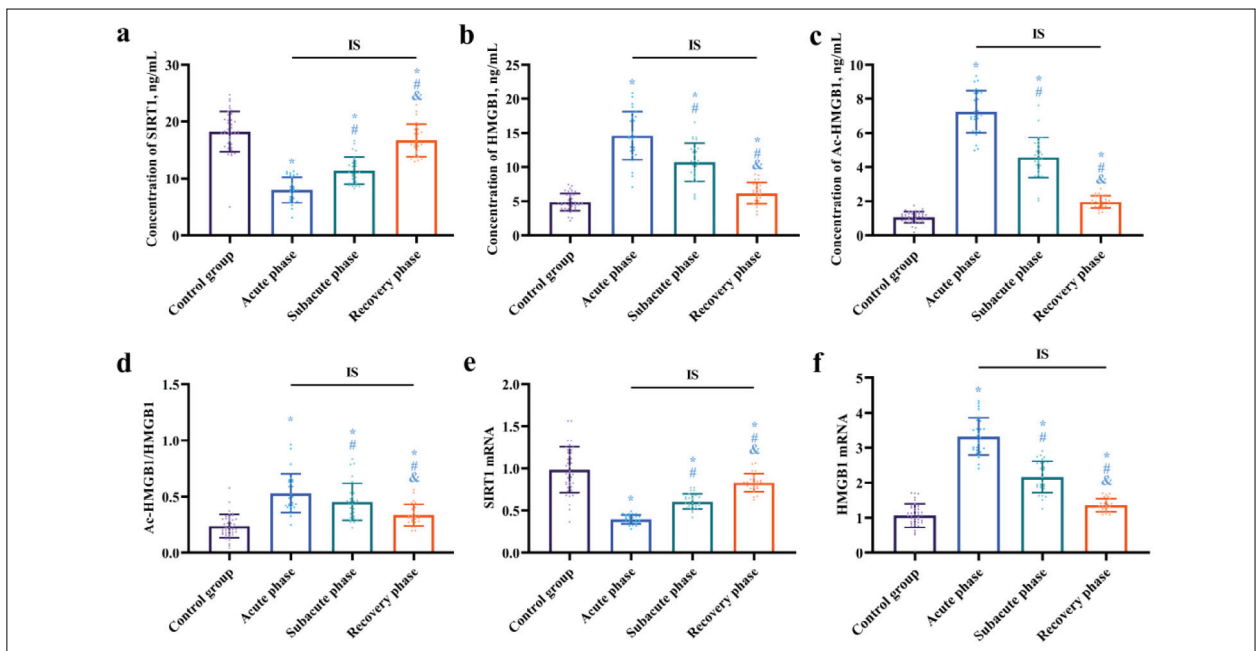 a
IS
Concentration of SIRT1, ng/mL
30
20
10
0
*
*
#
*
#
&
Control group
Acute phase
Subacute phase
Recovery phase
b
IS
Concentration of HMGB1, ng/mL
25
20
15
10
5
0
*
*
#
*
#
&
Control group
Acute phase
Subacute phase
Recovery phase
c
IS
Concentration of Ac-HMGB1, ng/mL
10
8
6
4
2
0
*
*
#
*
#
&
Control group
Acute phase
Subacute phase
Recovery phase
d
IS
Ac-HMGB1/HMGB1
1.5
1.0
0.5
0.0
*
*
#
*
#
&
Control group
Acute phase
Subacute phase
Recovery phase
e
IS
SIRT1 mRNA
2.0
1.5
1.0
0.5
0.0
*
*
#
*
#
&
Control group
Acute phase
Subacute phase
Recovery phase
f
IS
HMGB1 mRNA
5
4
3
2
1
0
*
*
#
*
#
&
Control group
Acute phase
Subacute phase
Recovery phase